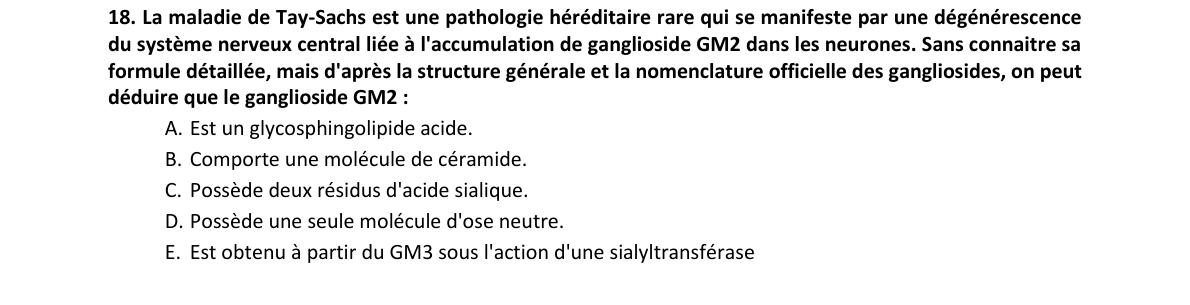 18. La maladie de Tay-Sachs est une pathologie héréditaire rare qui se manifeste par une dégénérescence
du système nerveux central liée à l'accumulation de ganglioside GM2 dans les neurones. Sans connaitre sa
formule détaillée, mais d'après la structure générale et la nomenclature officielle des gangliosides, on peut
déduire que le ganglioside GM2 :
A. Est un glycosphingolipide acide.
B. Comporte une molécule de céramide.
C. Possède deux résidus d'acide sialique.
D. Possède une seule molécule d'ose neutre.
E. Est obtenu à partir du GM3 sous l'action d'une sialyltransférase